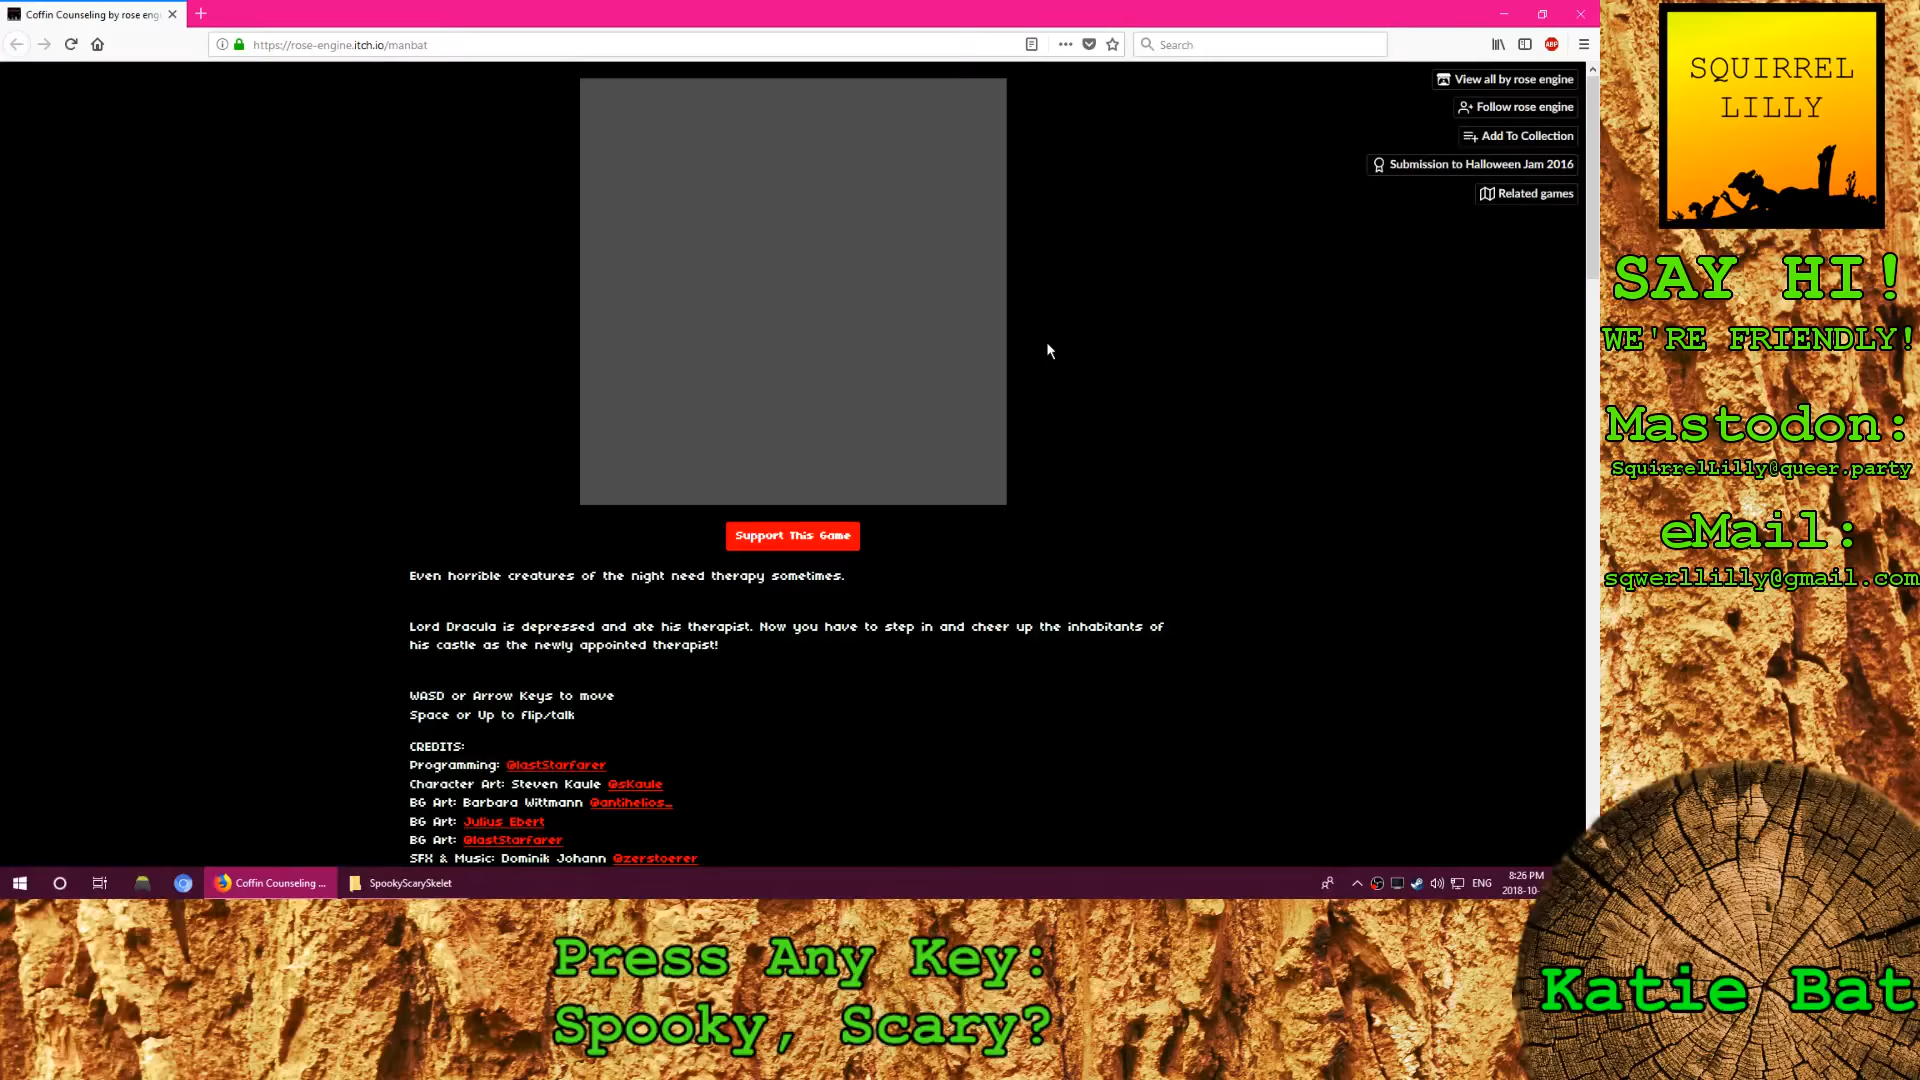 Coffin Counseling by rose eng
https://rose-engine.itch.io/manbat
Search
ABP
View all by rose engine
Follow rose engine
Add To Collection
Submission to Halloween Jam 2016
Related games
Support This Game
Even horrible creatures of the night need therapy sometimes.
Lord Dracula is depressed and ate his therapist. Now you have to step in and cheer up the inhabitants of
his castle as the newly appointed therapist!
WASD or Arrow Keys to move
Space or Up to flip/talk
CREDITS:
Programming: @lastStarfarer
Character Art: Steven Kaule @sKaule
BG Art: Barbara Wittmann @antihelios_
BG Art: Julius Ebert
BG Art: @lastStarfarer
SFX & Music: Dominik Johann @zerstoerer
Coffin Counseling ...
SpookyScarySkelet
ENG
8:26 PM
2018-10-
SQUIRREL
LILLY
SAY HI!
WE'RE FRIENDLY!
Mastodon:
SquirrelLilly@queer.party
eMail:
sqwerllilly@gmail.com
Press Any Key:
Spooky, Scary?
Katie Bat